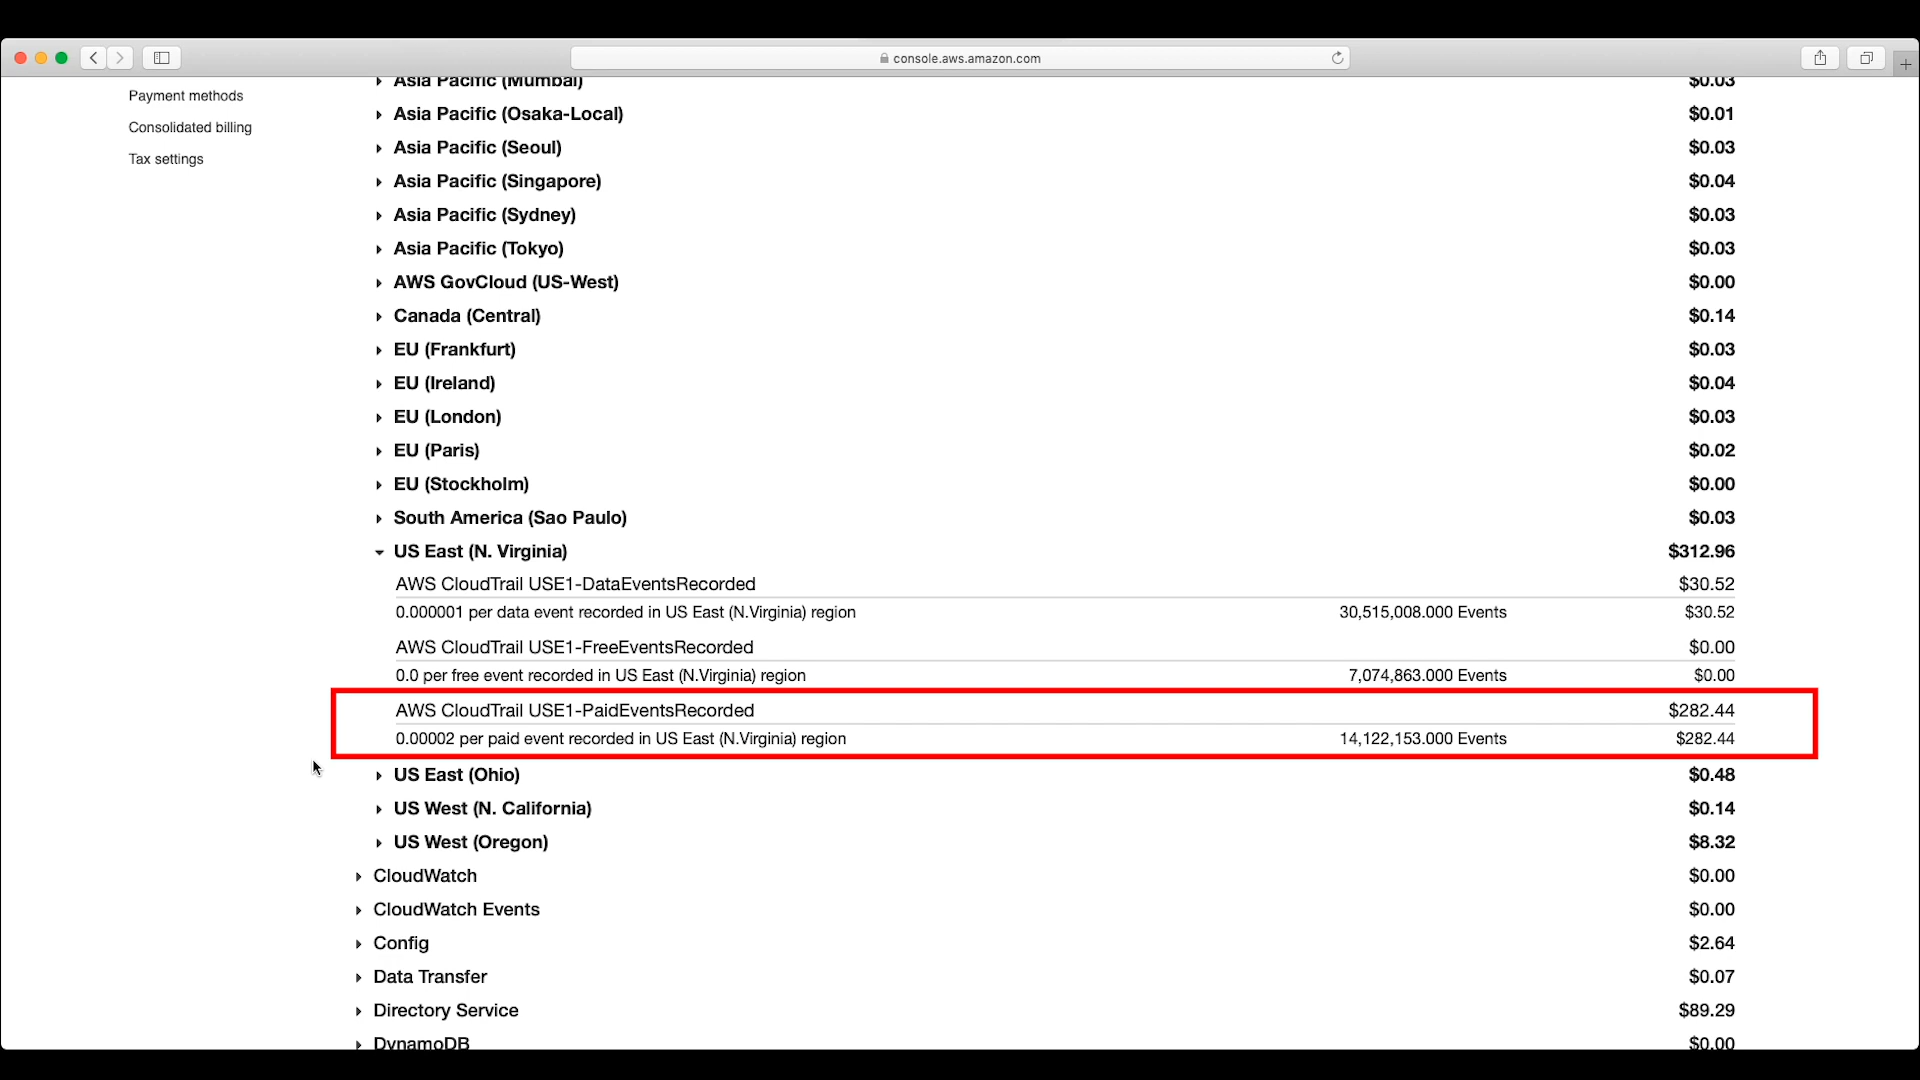 console.aws.amazon.com
Payment methods
Consolidated billing
Tax settings
Asia Pacific (Mumbai) $0.03
Asia Pacific (Osaka-Local) $0.01
Asia Pacific (Seoul) $0.03
Asia Pacific (Singapore) $0.04
Asia Pacific (Sydney) $0.03
Asia Pacific (Tokyo) $0.03
AWS GovCloud (US-West) $0.00
Canada (Central) $0.14
EU (Frankfurt) $0.03
EU (Ireland) $0.04
EU (London) $0.03
EU (Paris) $0.02
EU (Stockholm) $0.00
South America (Sao Paulo) $0.03
US East (N. Virginia) $312.96
AWS CloudTrail USE1-DataEventsRecorded $30.52
0.000001 per data event recorded in US East (N.Virginia) region 30,515,008.000 Events $30.52
AWS CloudTrail USE1-FreeEventsRecorded $0.00
0.0 per free event recorded in US East (N.Virginia) region 7,074,863.000 Events $0.00
AWS CloudTrail USE1-PaidEventsRecorded $282.44
0.00002 per paid event recorded in US East (N.Virginia) region 14,122,153.000 Events $282.44
US East (Ohio) $0.48
US West (N. California) $0.14
US West (Oregon) $8.32
CloudWatch $0.00
CloudWatch Events $0.00
Config $2.64
Data Transfer $0.07
Directory Service $89.29
DynamoDB $0.00